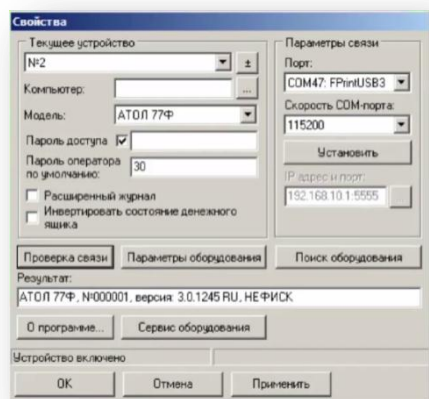 Свойства
Текущее устройство
№2
±
Компьютер:
...
Модель:
АТОЛ 77Ф
Пароль доступа
Пароль оператора
по умолчанию:
30
Расширенный журнал
Инвертировать состояние денежного
ящика
Параметры связи
Порт:
COM47: FPrintUSB3
Скорость COM-порта:
115200
Установить
IP адрес и порт:
192.168.10.1:5555
Проверка связи
Параметры оборудования
Поиск оборудования
Результат:
АТОЛ 77Ф, №000001, версия: 3.0.1245 RU, НЕФИСК
О программе...
Сервис оборудования
Устройство включено
OK
Отмена
Применить